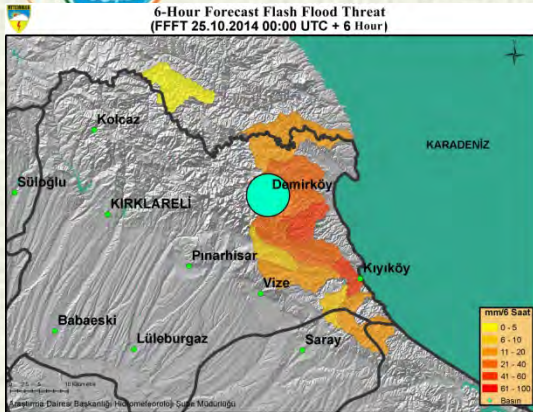 6-Hour Forecast Flash Flood Threat
(FFFT 25.10.2014 00:00 UTC + 6 Hour)
KARADENİZ
Kolcaz
Süloğlu
KIRKLARELİ
Demirköy
Pınarhisar
Kıyıköy
Vize
Babaeski
Lüleburgaz
Saray
mm/6 Saat
0 - 5
6 - 10
11 - 20
21 - 40
41 - 60
61 - 100
Basın
Araştırma Dairesi Başkanlığı Hidrometeoroloji Şube Müdürlüğü